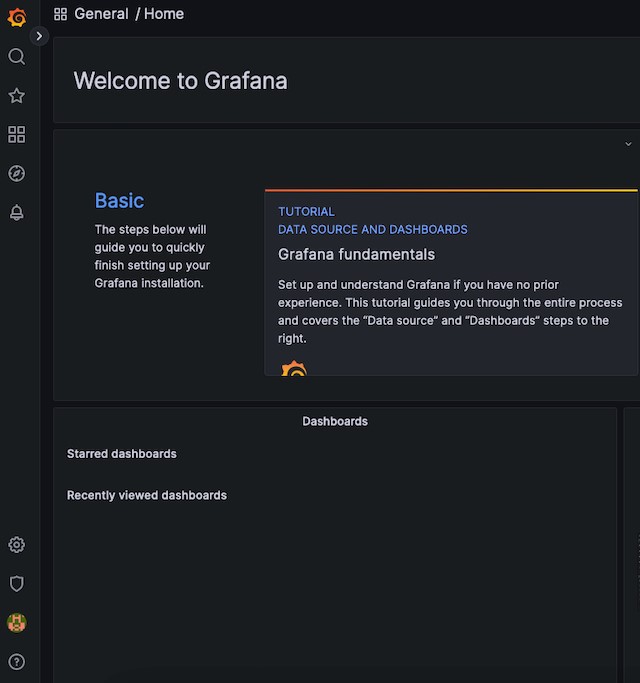 General / Home
Welcome to Grafana
Basic
The steps below will
guide you to quickly
finish setting up your
Grafana installation.
TUTORIAL
DATA SOURCE AND DASHBOARDS
Grafana fundamentals
Set up and understand Grafana if you have no prior
experience. This tutorial guides you through the entire process
and covers the “Data source” and “Dashboards” steps to the
right.
Dashboards
Starred dashboards
Recently viewed dashboards